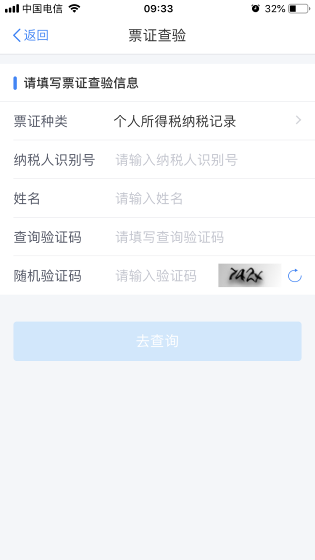 中国电信 09:33 32%
返回 票证查验
请填写票证查验信息
票证种类 个人所得税纳税记录
纳税人识别号 请输入纳税人识别号
姓名 请输入姓名
查询验证码 请填写查询验证码
随机验证码 请输入验证码
去查询